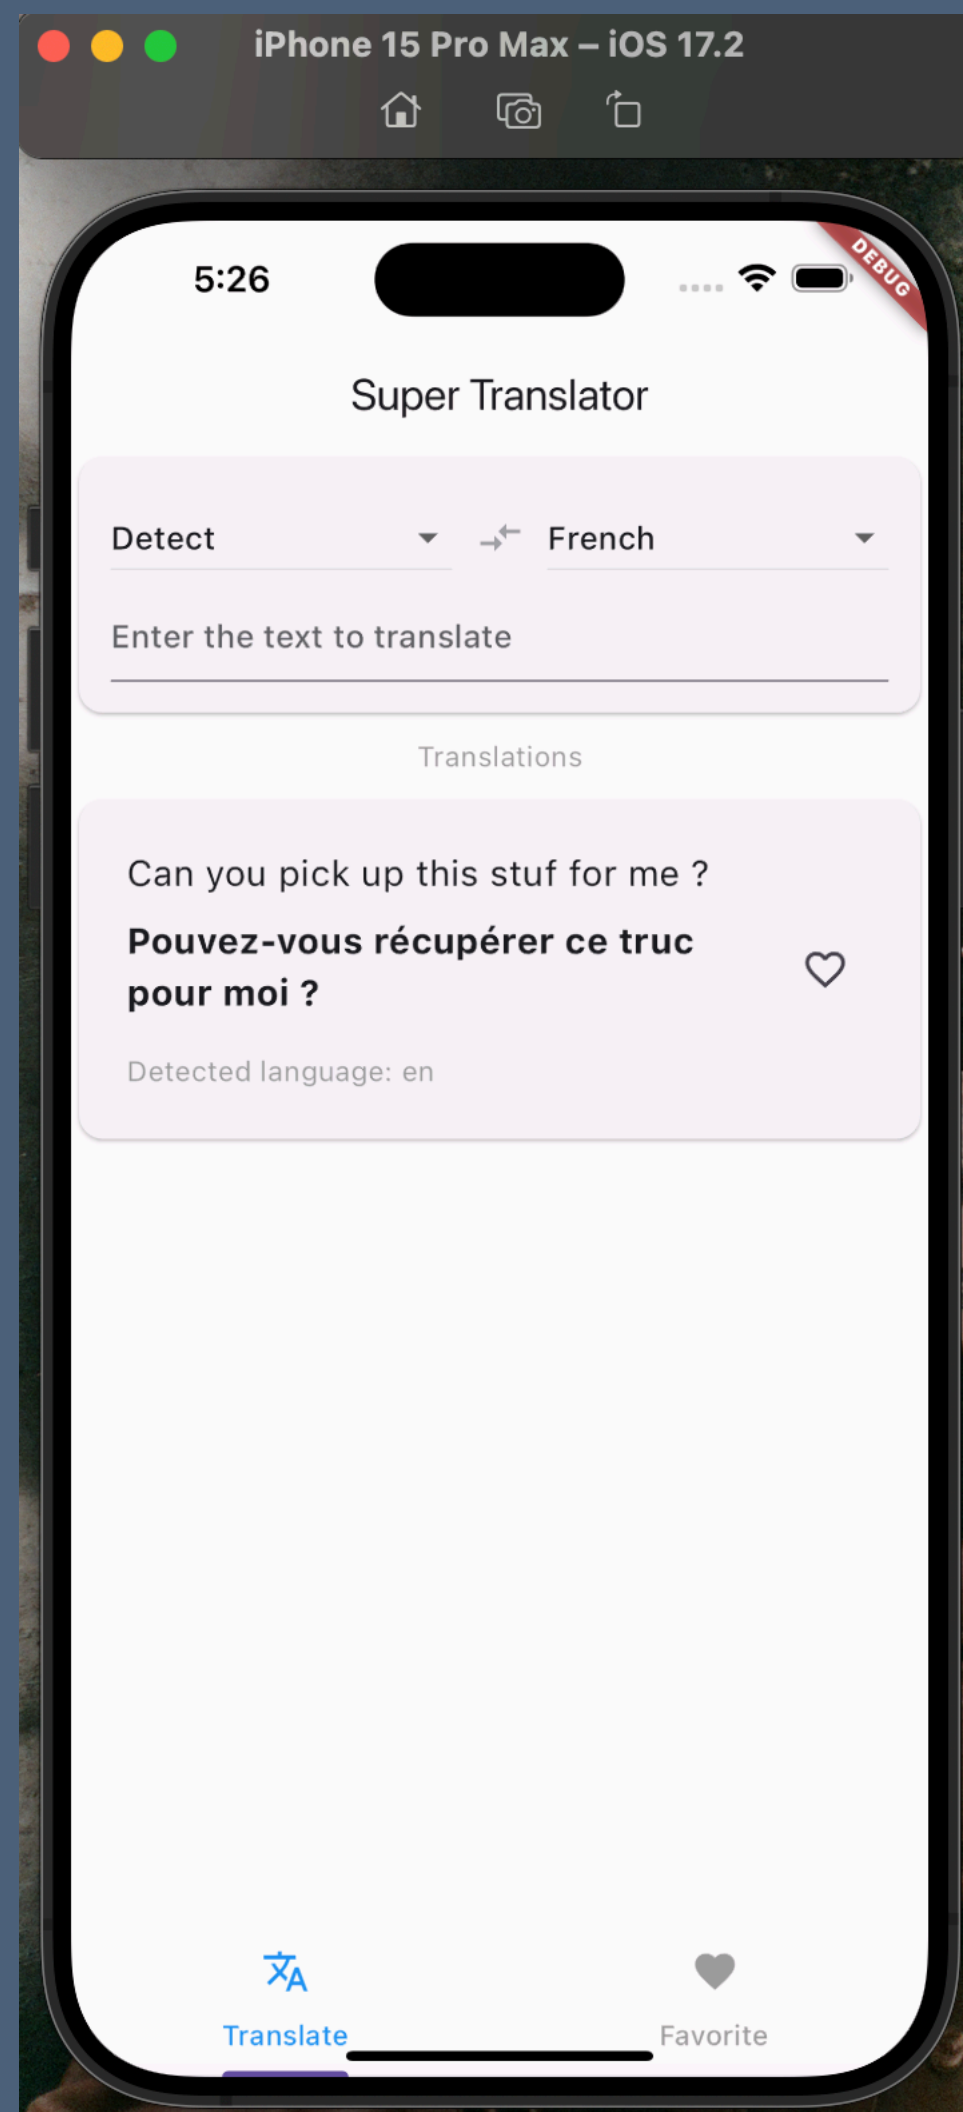 iPhone 15 Pro Max – iOS 17.2
5:26
DEBUG
Super Translator
Detect
French
Enter the text to translate
Translations
Can you pick up this stuf for me ?
Pouvez-vous récupérer ce truc
pour moi ?
Detected language: en
Translate
Favorite